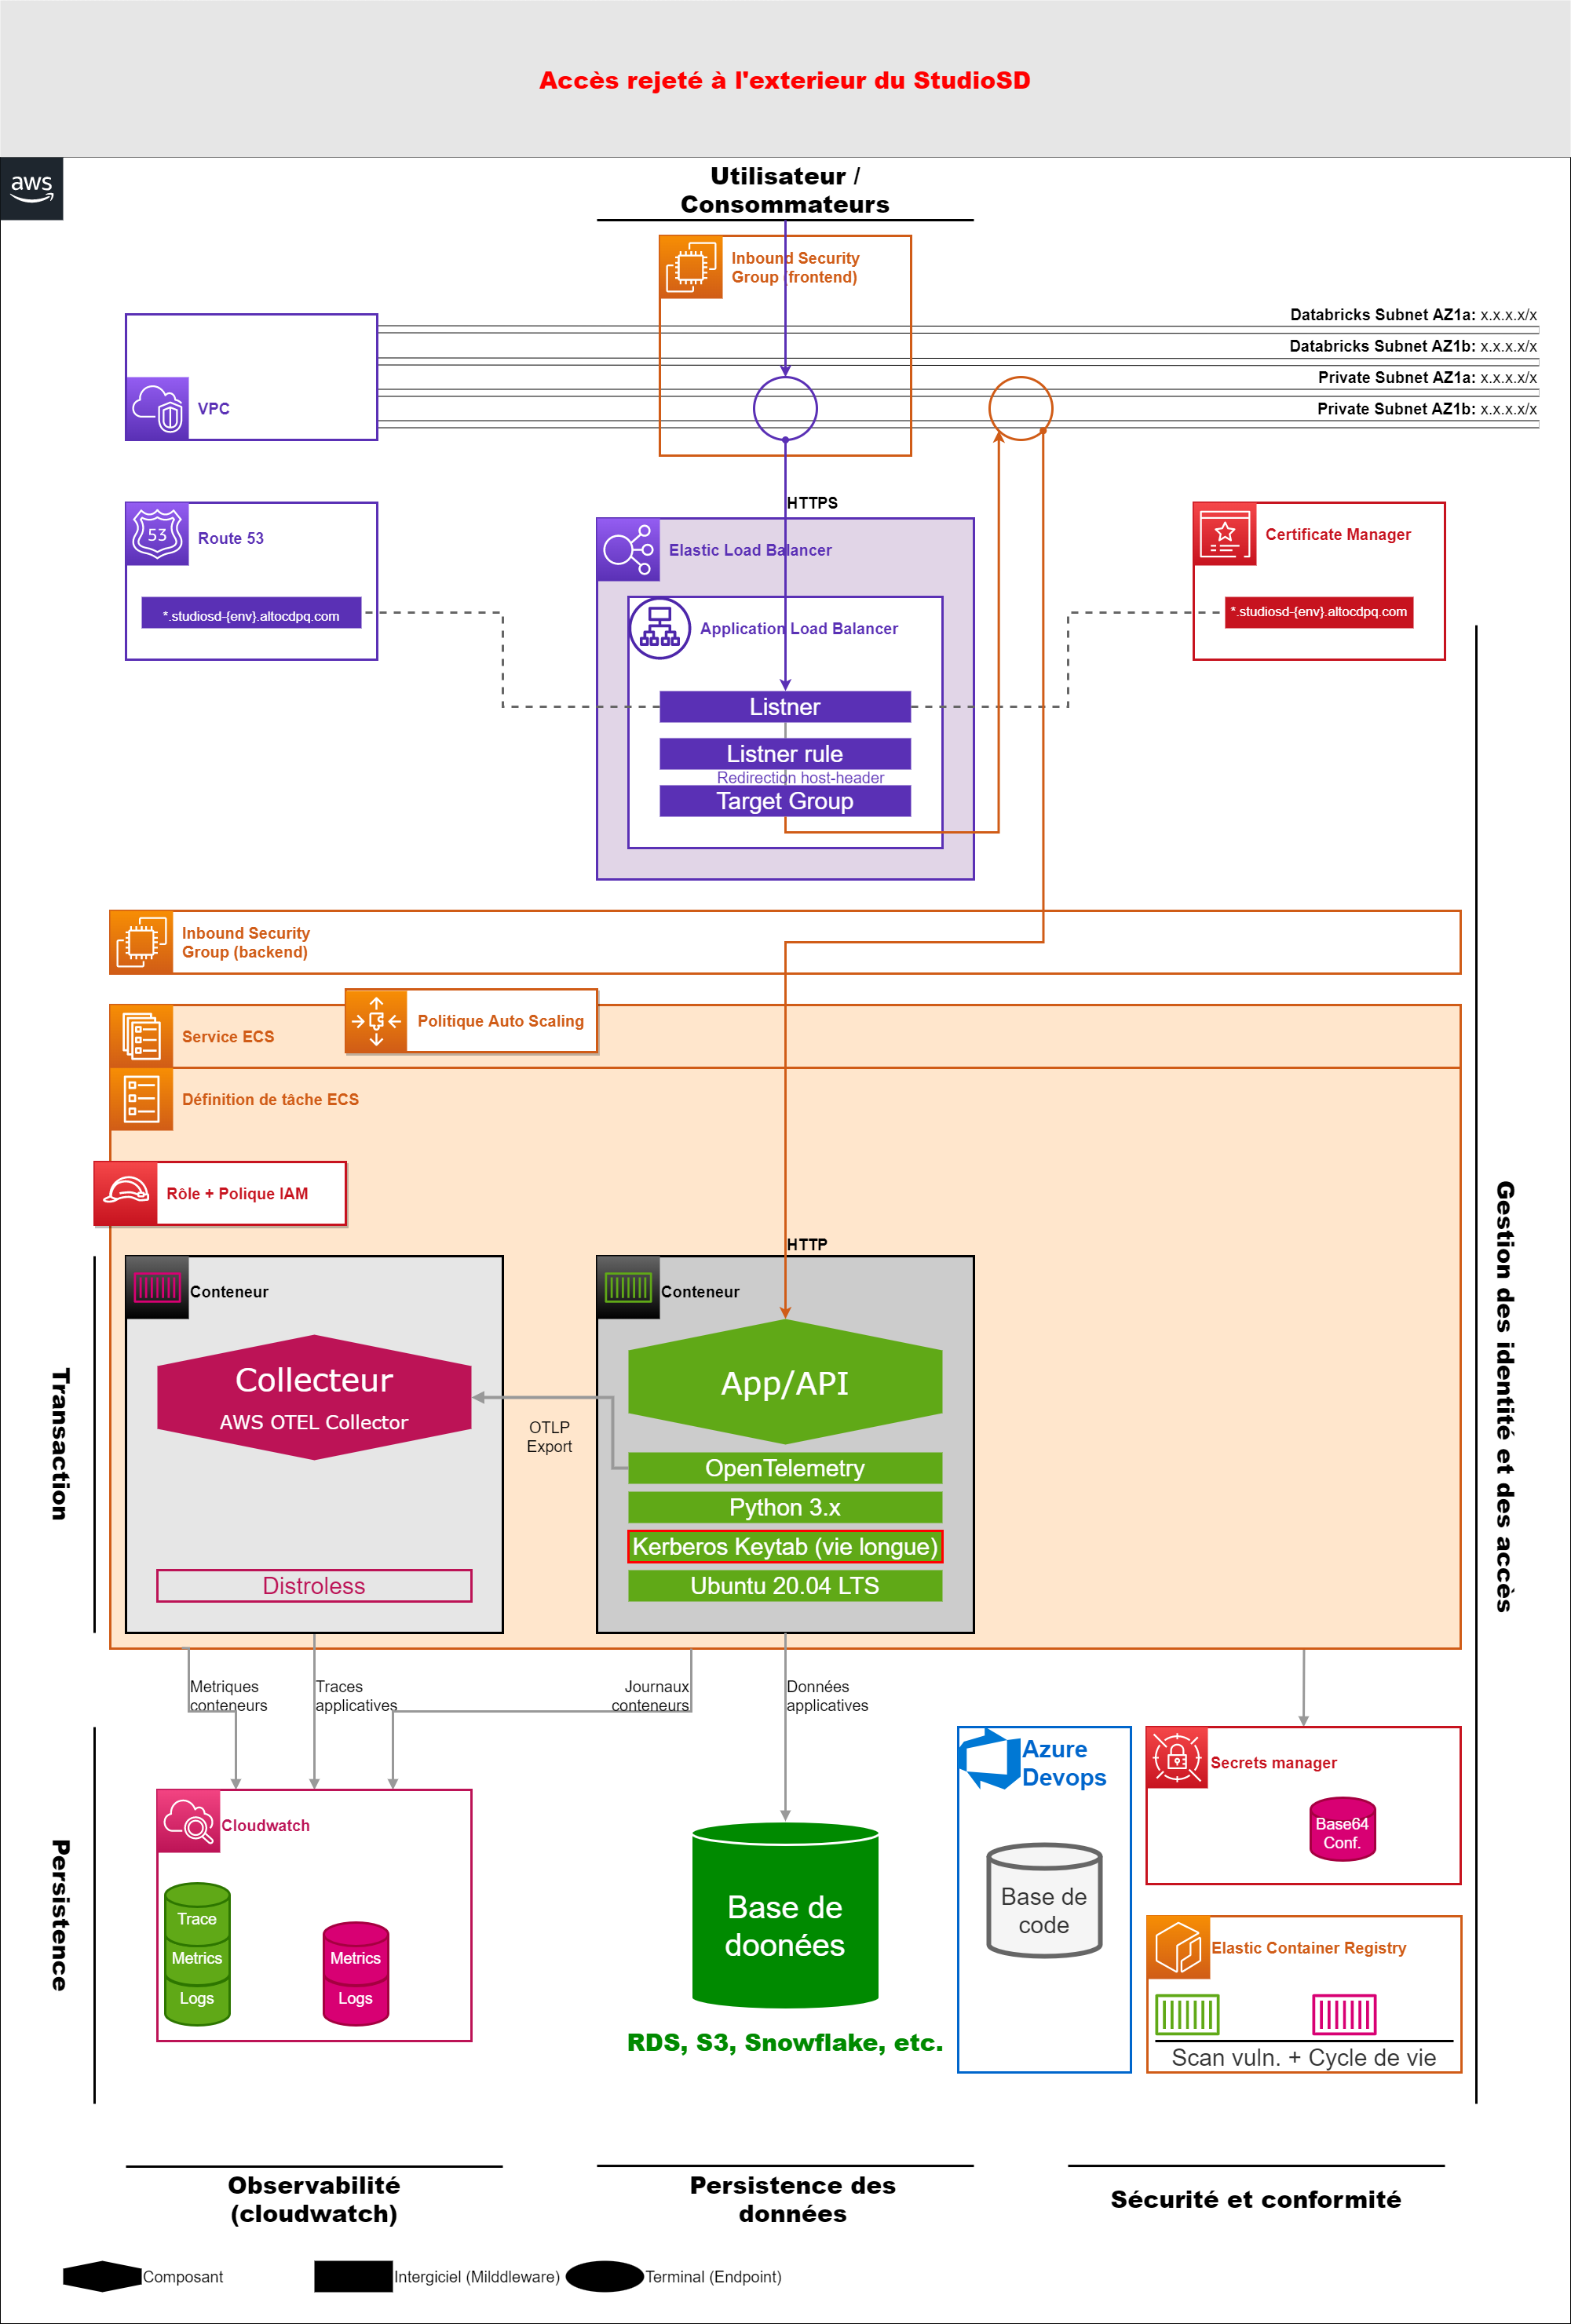 Accès rejeté à l'exterieur du StudioSD
aws
Utilisateur /
Consommateurs
Inbound Security
Group (frontend)
Databricks Subnet AZ1a: x.x.x.x/x
Databricks Subnet AZ1b: x.x.x.x/x
Private Subnet AZ1a: x.x.x.x/x
Private Subnet AZ1b: x.x.x.x/x
VPC
HTTPS
53
Route 53
*.studiosd-{env}.altocdpq.com
Elastic Load Balancer
Application Load Balancer
Listner
Listner rule
Redirection host-header
Target Group
Certificate Manager
*.studiosd-{env}.altocdpq.com
Inbound Security
Group (backend)
Service ECS
Politique Auto Scaling
Définition de tâche ECS
Rôle + Polique IAM
Gestion des identité et des accès
Transaction
Conteneur
Collecteur
AWS OTEL Collector
Distroless
OTLP
Export
HTTP
Conteneur
App/API
OpenTelemetry
Python 3.x
Kerberos Keytab (vie longue)
Ubuntu 20.04 LTS
Metriques
conteneurs
Traces
applicatives
Journaux
conteneurs
Données
applicatives
Persistence
Cloudwatch
Trace
Metrics
Logs
Metrics
Logs
Base de
doonées
RDS, S3, Snowflake, etc.
Azure
Devops
Base de
code
Secrets manager
Base64
Conf.
Elastic Container Registry
Scan vuln. + Cycle de vie
Observabilité
(cloudwatch)
Persistence des
données
Sécurité et conformité
Composant
Intergiciel (Milddleware)
Terminal (Endpoint)